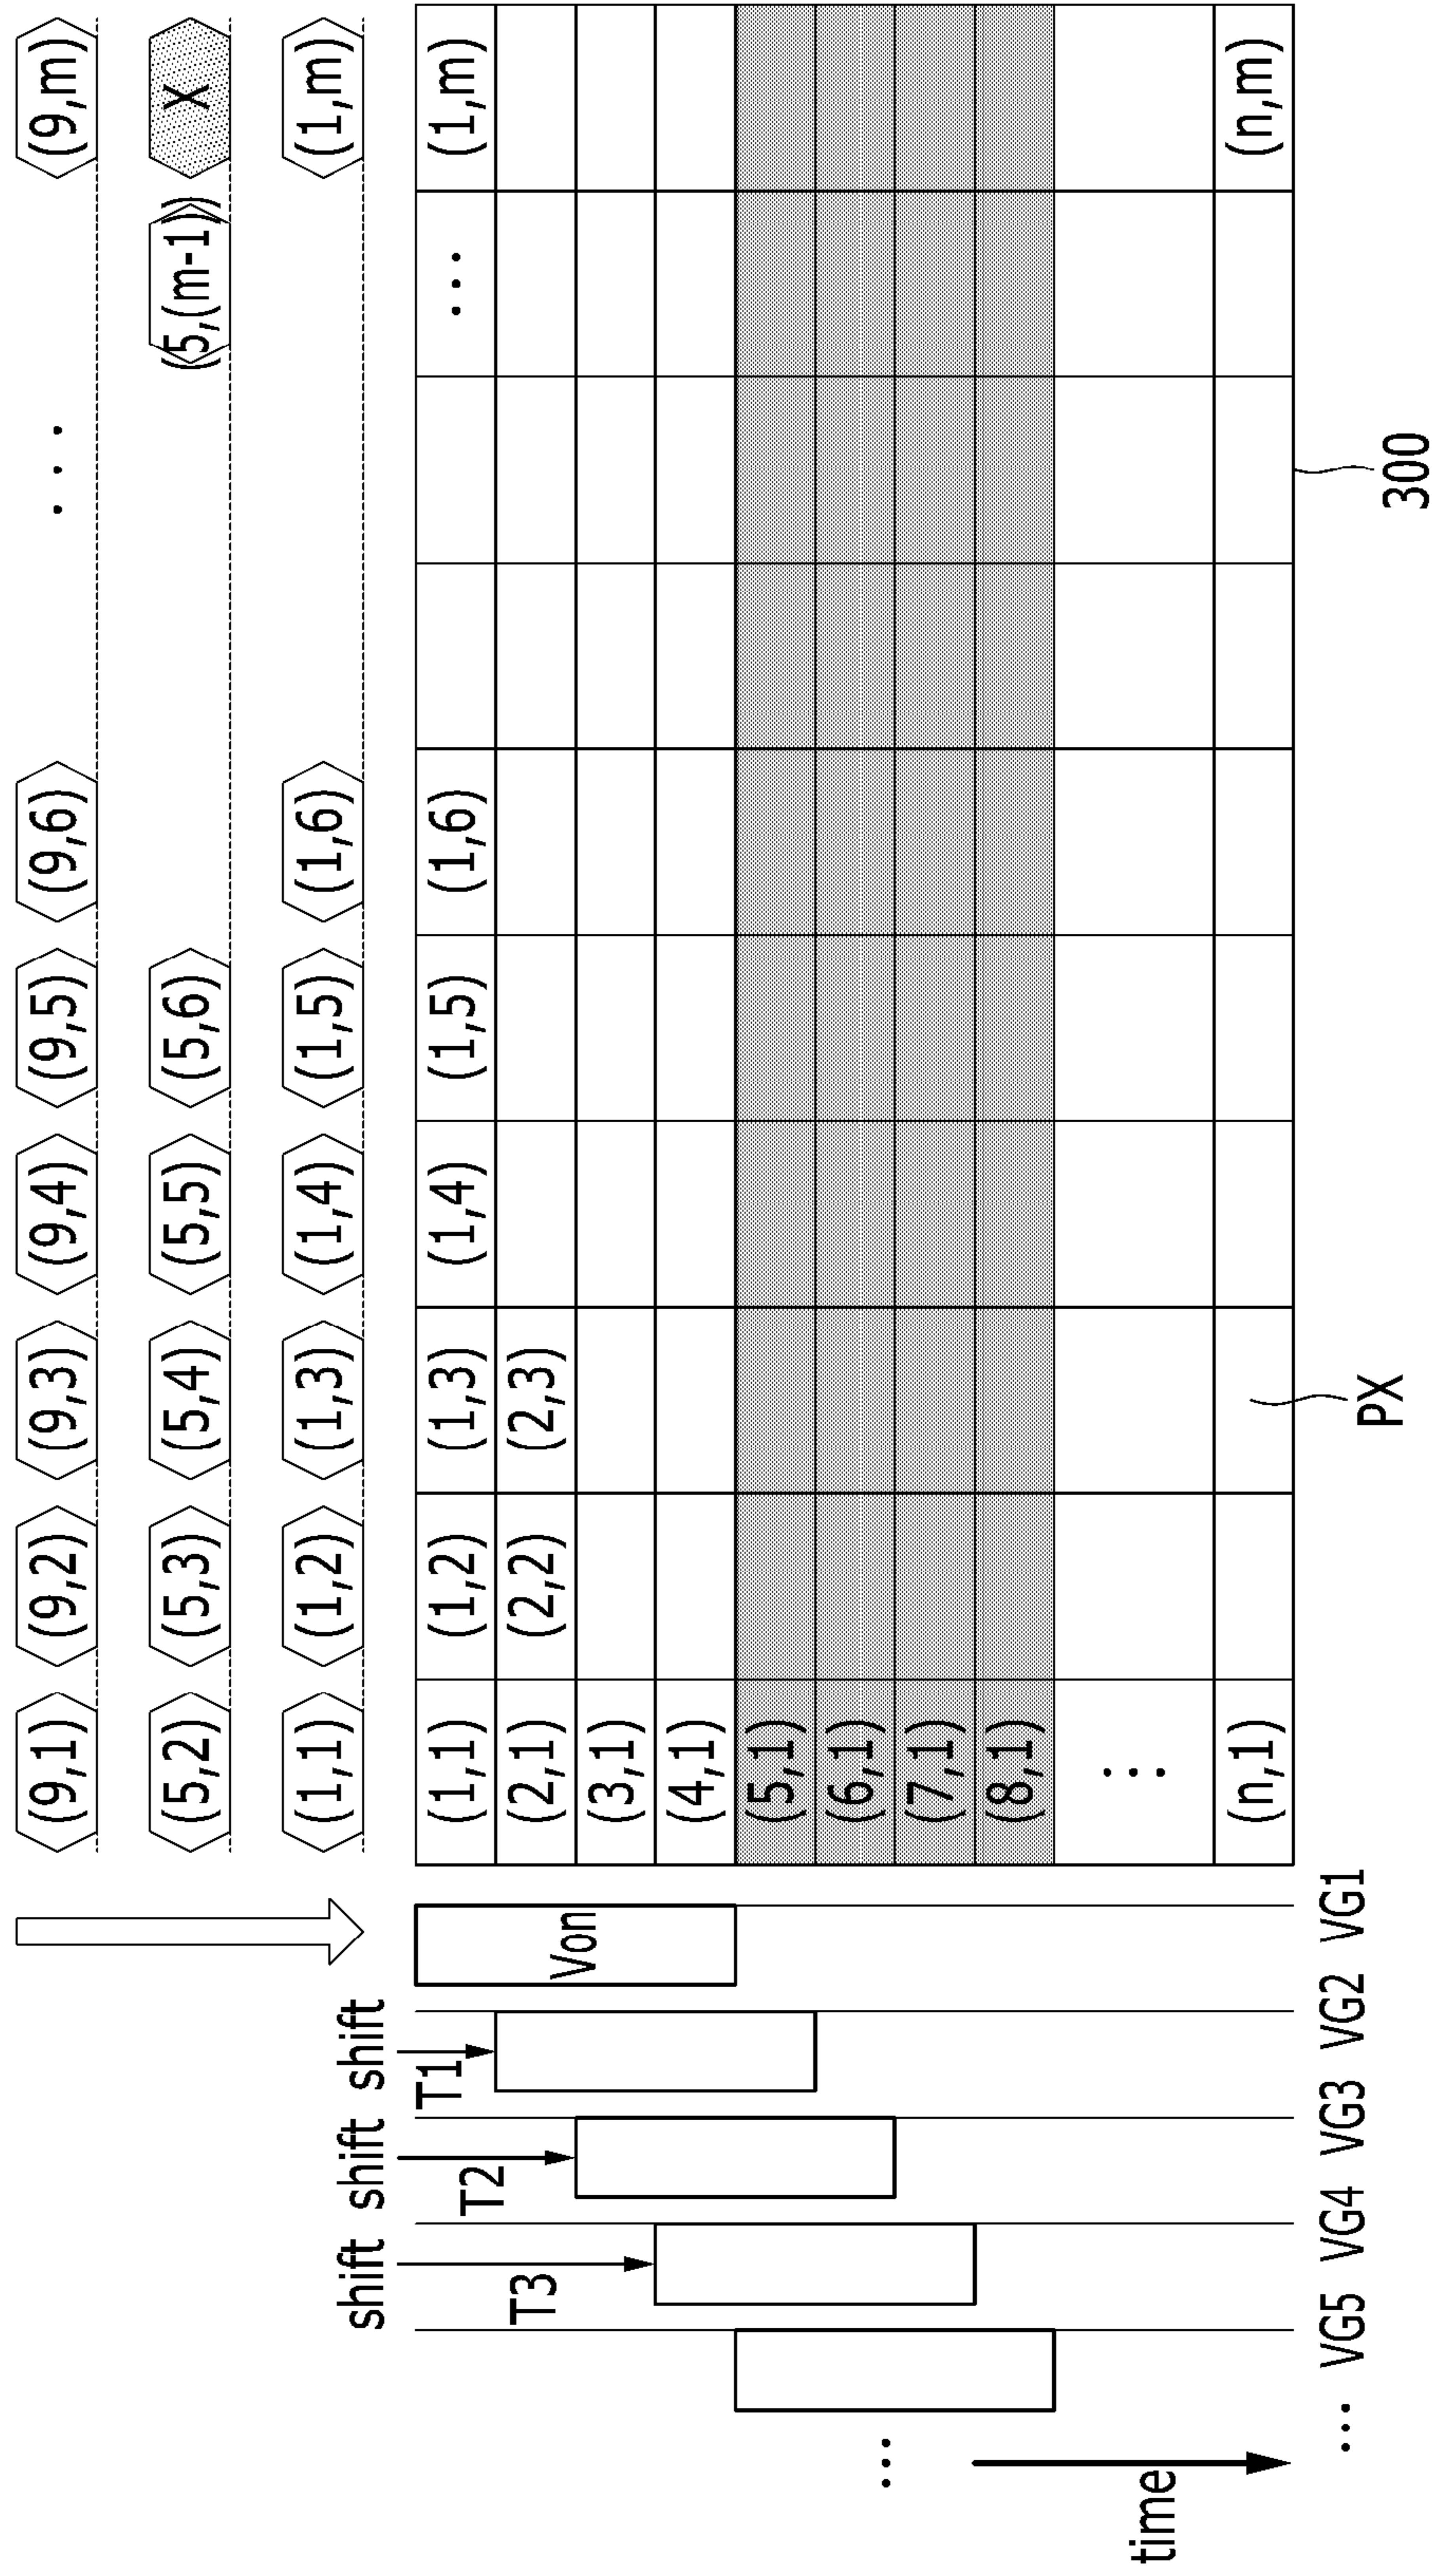 (9,1) (9,2) (9,3) (9,4) (9,5) (9,6) ... (9,m)
(5,2) (5,3) (5,4) (5,5) (5,6) (5,(m-1)) X
(1,1) (1,2) (1,3) (1,4) (1,5) (1,6) (1,m)
shift shift shift
T1
T2
T3
Von
(1,1) (1,2) (1,3) (1,4) (1,5) (1,6) ... (1,m)
(2,1) (2,2) (2,3)
(3,1)
(4,1)
(5,1)
(6,1)
(7,1)
(8,1)
...
...
(n,1) (n,m)
time
... VG5 VG4 VG3 VG2 VG1
PX
300